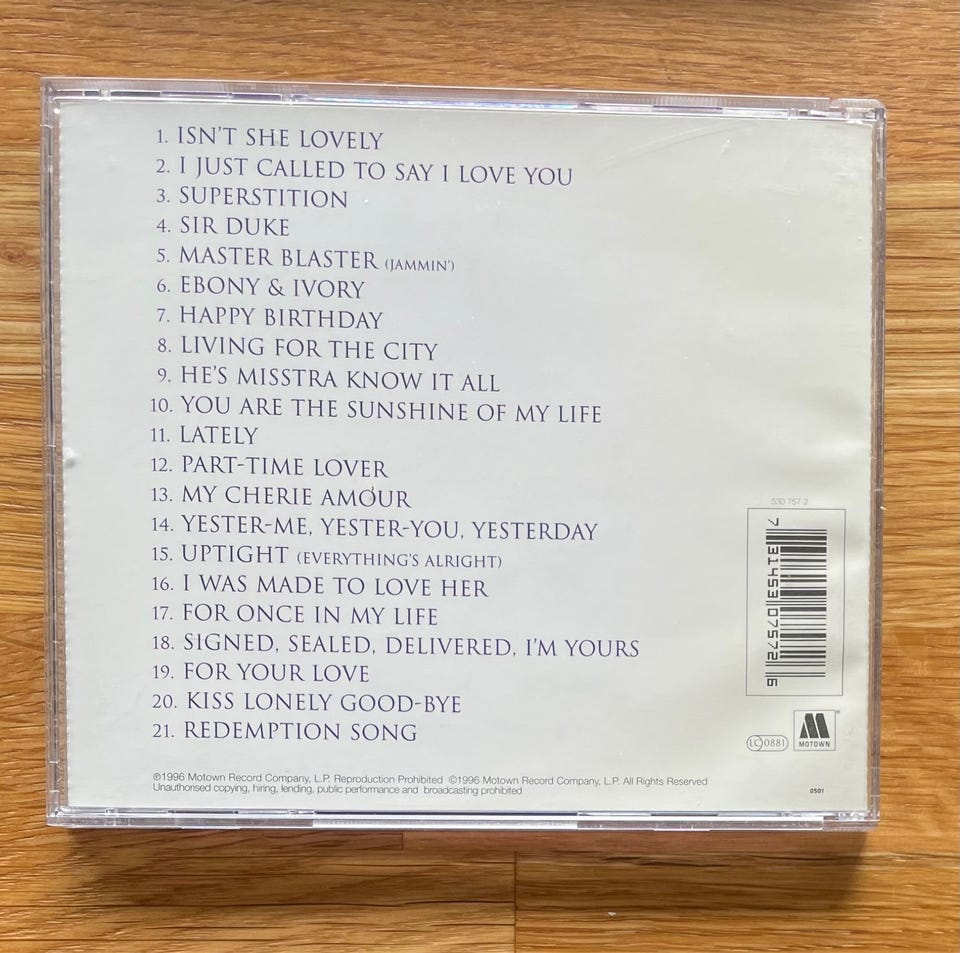 1. ISN'T SHE LOVELY
2. I JUST CALLED TO SAY I LOVE YOU
3. SUPERSTITION
4. SIR DUKE
5. MASTER BLASTER (JAMMIN')
6. EBONY & IVORY
7. HAPPY BIRTHDAY
8. LIVING FOR THE CITY
9. HE'S MISSTRA KNOW IT ALL
10. YOU ARE THE SUNSHINE OF MY LIFE
11. LATELY
12. PART-TIME LOVER
13. MY CHERIE AMOUR
14. YESTER-ME, YESTER-YOU, YESTERDAY
15. UPTIGHT (EVERYTHING'S ALRIGHT)
16. I WAS MADE TO LOVE HER
17. FOR ONCE IN MY LIFE
18. SIGNED, SEALED, DELIVERED, I'M YOURS
19. FOR YOUR LOVE
20. KISS LONELY GOOD-BYE
21. REDEMPTION SONG
530 757-2
7 31453 07572 6
LC 0881
M
MOTOWN
℗1996 Motown Record Company, L.P. Reproduction Prohibited ©1996 Motown Record Company, L.P. All Rights Reserved
Unauthorised copying, hiring, lending, public performance and broadcasting prohibited
0501